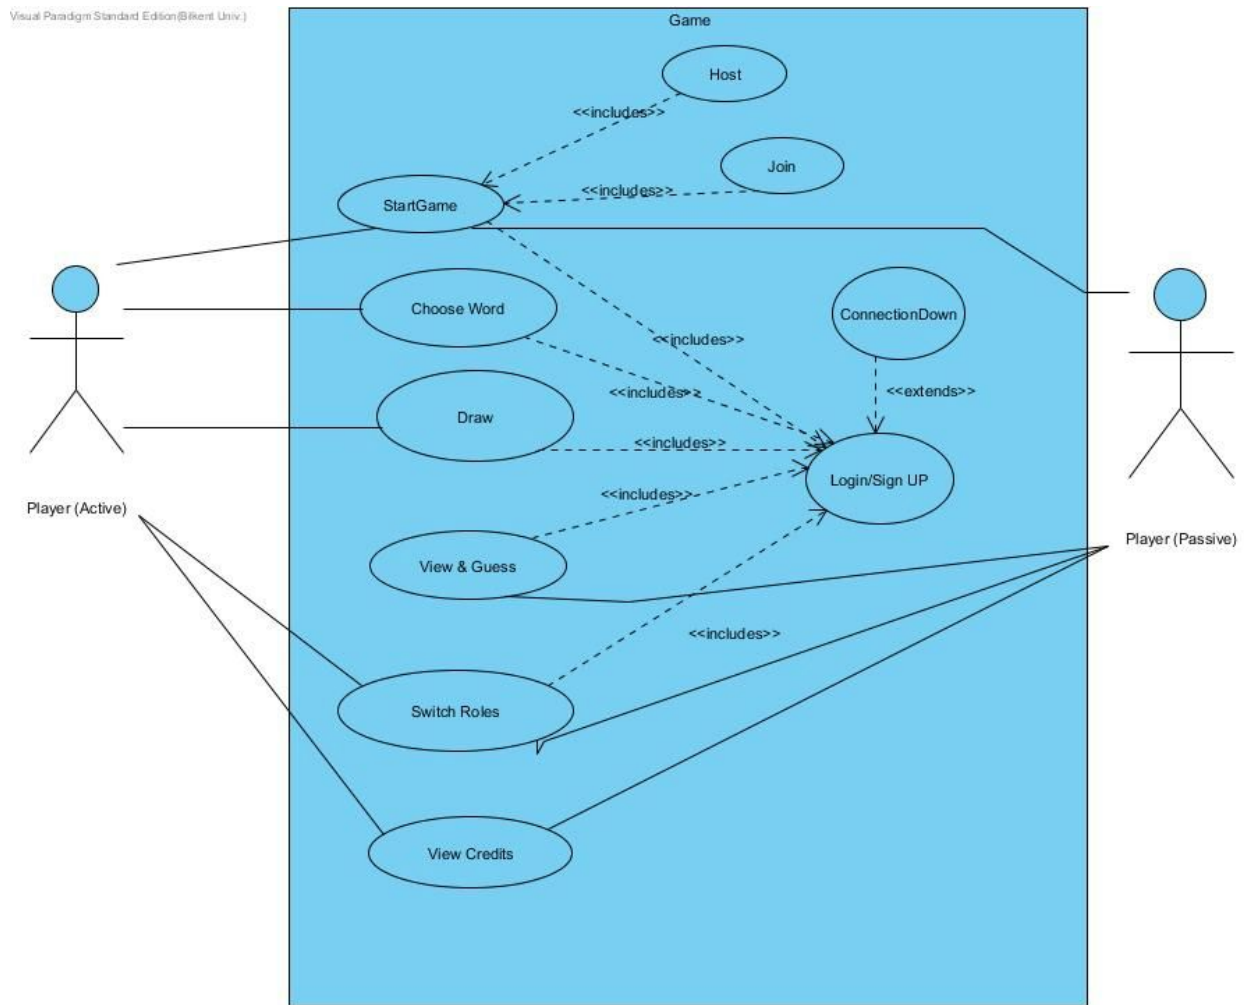 Visual Paradigm Standard Edition(Bilkent Univ.)
Game
Host
<<includes>>
Join
<<includes>>
StartGame
Choose Word
ConnectionDown
<<includes>>
<<includes>>
<<extends>>
Draw
<<includes>>
Login/Sign UP
<<includes>>
Player (Active)
Player (Passive)
View & Guess
<<includes>>
Switch Roles
View Credits